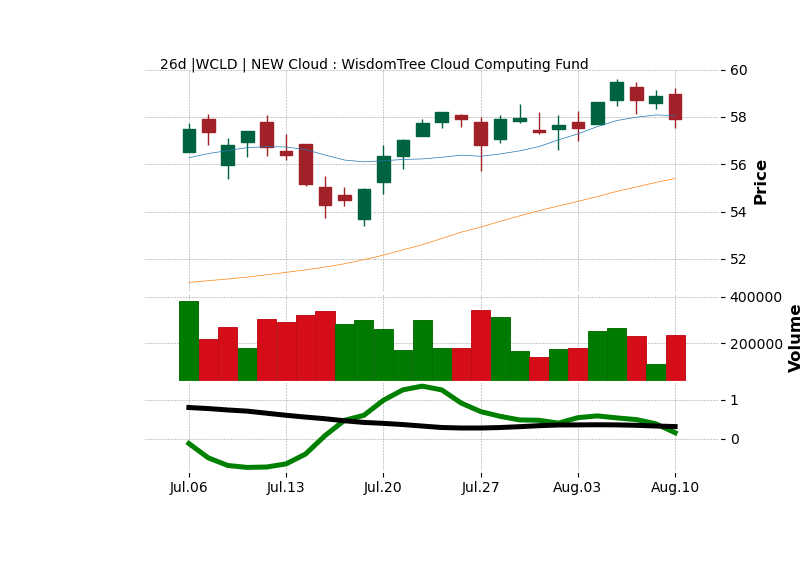 26d |WCLD | NEW Cloud : WisdomTree Cloud Computing Fund
60
58
56
54
52
Price
400000
200000
Volume
1
0
Jul.06 Jul.13 Jul.20 Jul.27 Aug.03 Aug.10